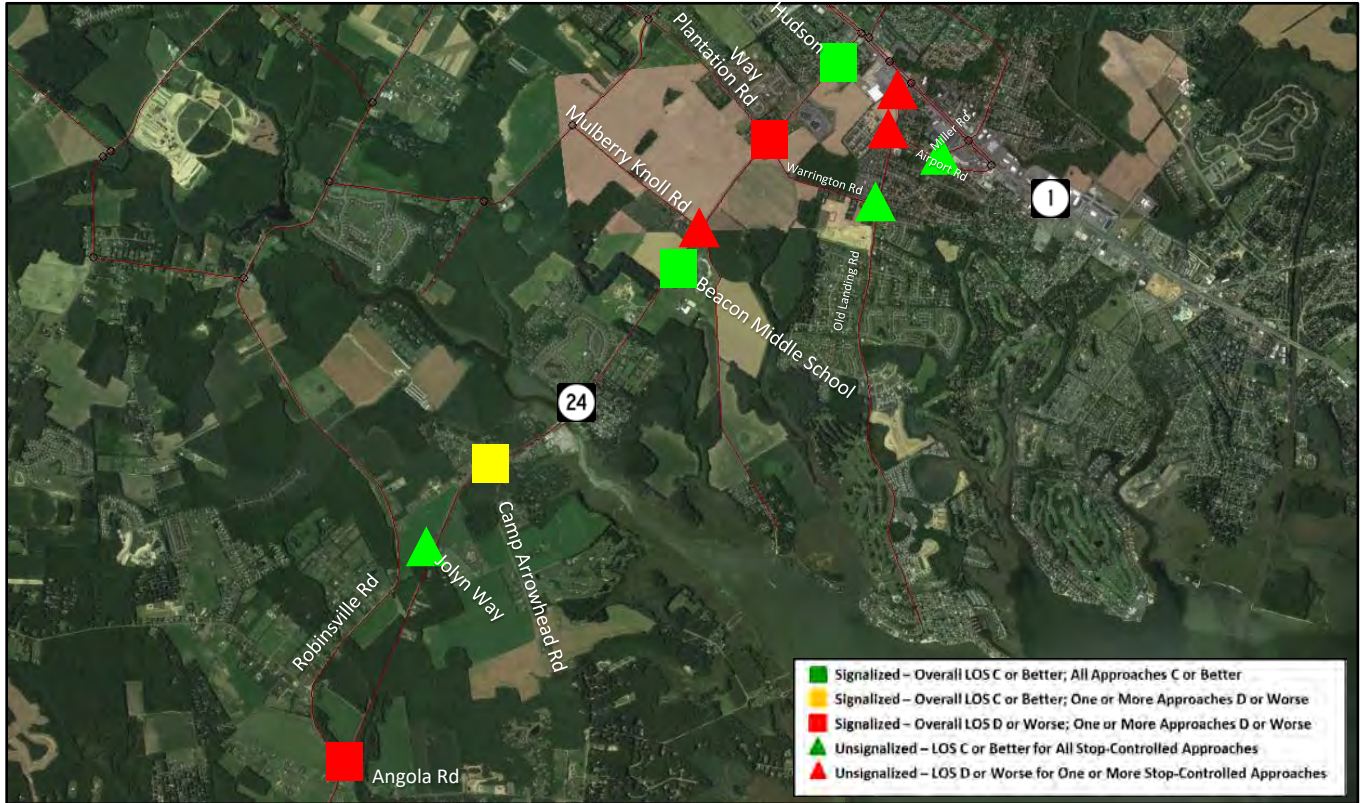 Hudson
Way
Plantation Rd
Mulberry Knoll Rd
Miller Rd
Airport Rd
Warrington Rd
1
Old Landing Rd
Beacon Middle School
24
Camp Arrowhead Rd
Jolyn Way
Robinsville Rd
Angola Rd
Signalized – Overall LOS C or Better; All Approaches C or Better
Signalized – Overall LOS C or Better; One or More Approaches D or Worse
Signalized – Overall LOS D or Worse; One or More Approaches D or Worse
Unsignalized – LOS C or Better for All Stop-Controlled Approaches
Unsignalized – LOS D or Worse for One or More Stop-Controlled Approaches